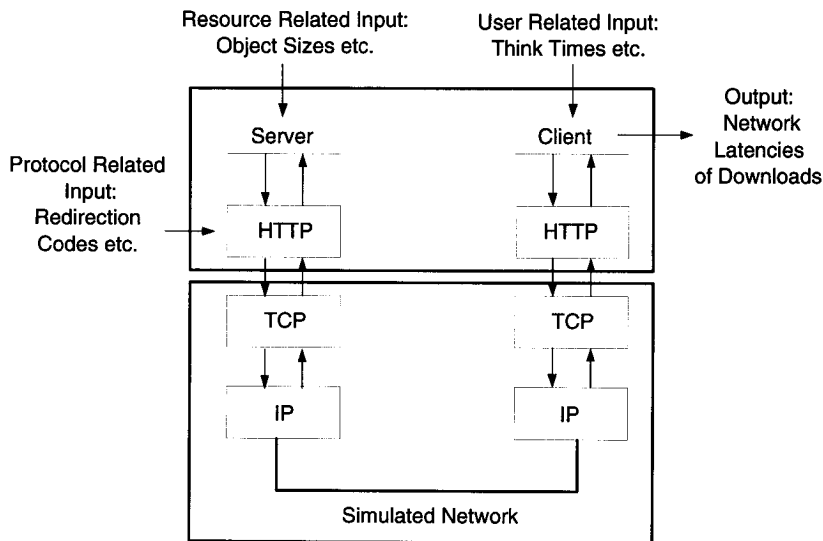 Resource Related Input:
Object Sizes etc.
User Related Input:
Think Times etc.
Output:
Network
Latencies
of Downloads
Server
Client
Protocol Related
Input:
Redirection
Codes etc.
HTTP
HTTP
TCP
TCP
IP
IP
Simulated Network